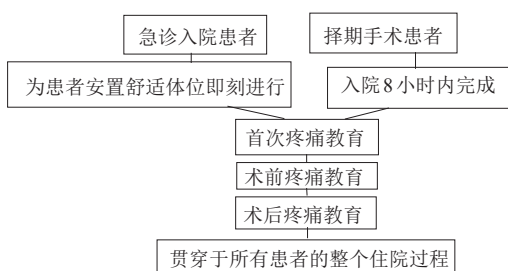 急诊入院患者
择期手术患者
为患者安置舒适体位即刻进行
入院8小时内完成
首次疼痛教育
术前疼痛教育
术后疼痛教育
贯穿于所有患者的整个住院过程